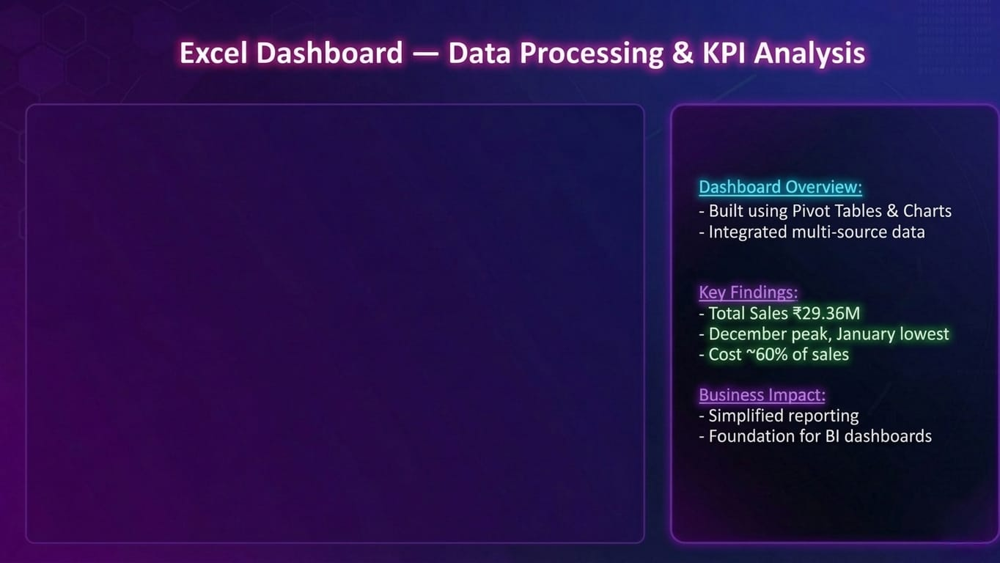 Excel Dashboard — Data Processing & KPI Analysis
Dashboard Overview:
- Built using Pivot Tables & Charts
- Integrated multi-source data
Key Findings:
- Total Sales ₹29.36M
- December peak, January lowest
- Cost ~60% of sales
Business Impact:
- Simplified reporting
- Foundation for BI dashboards